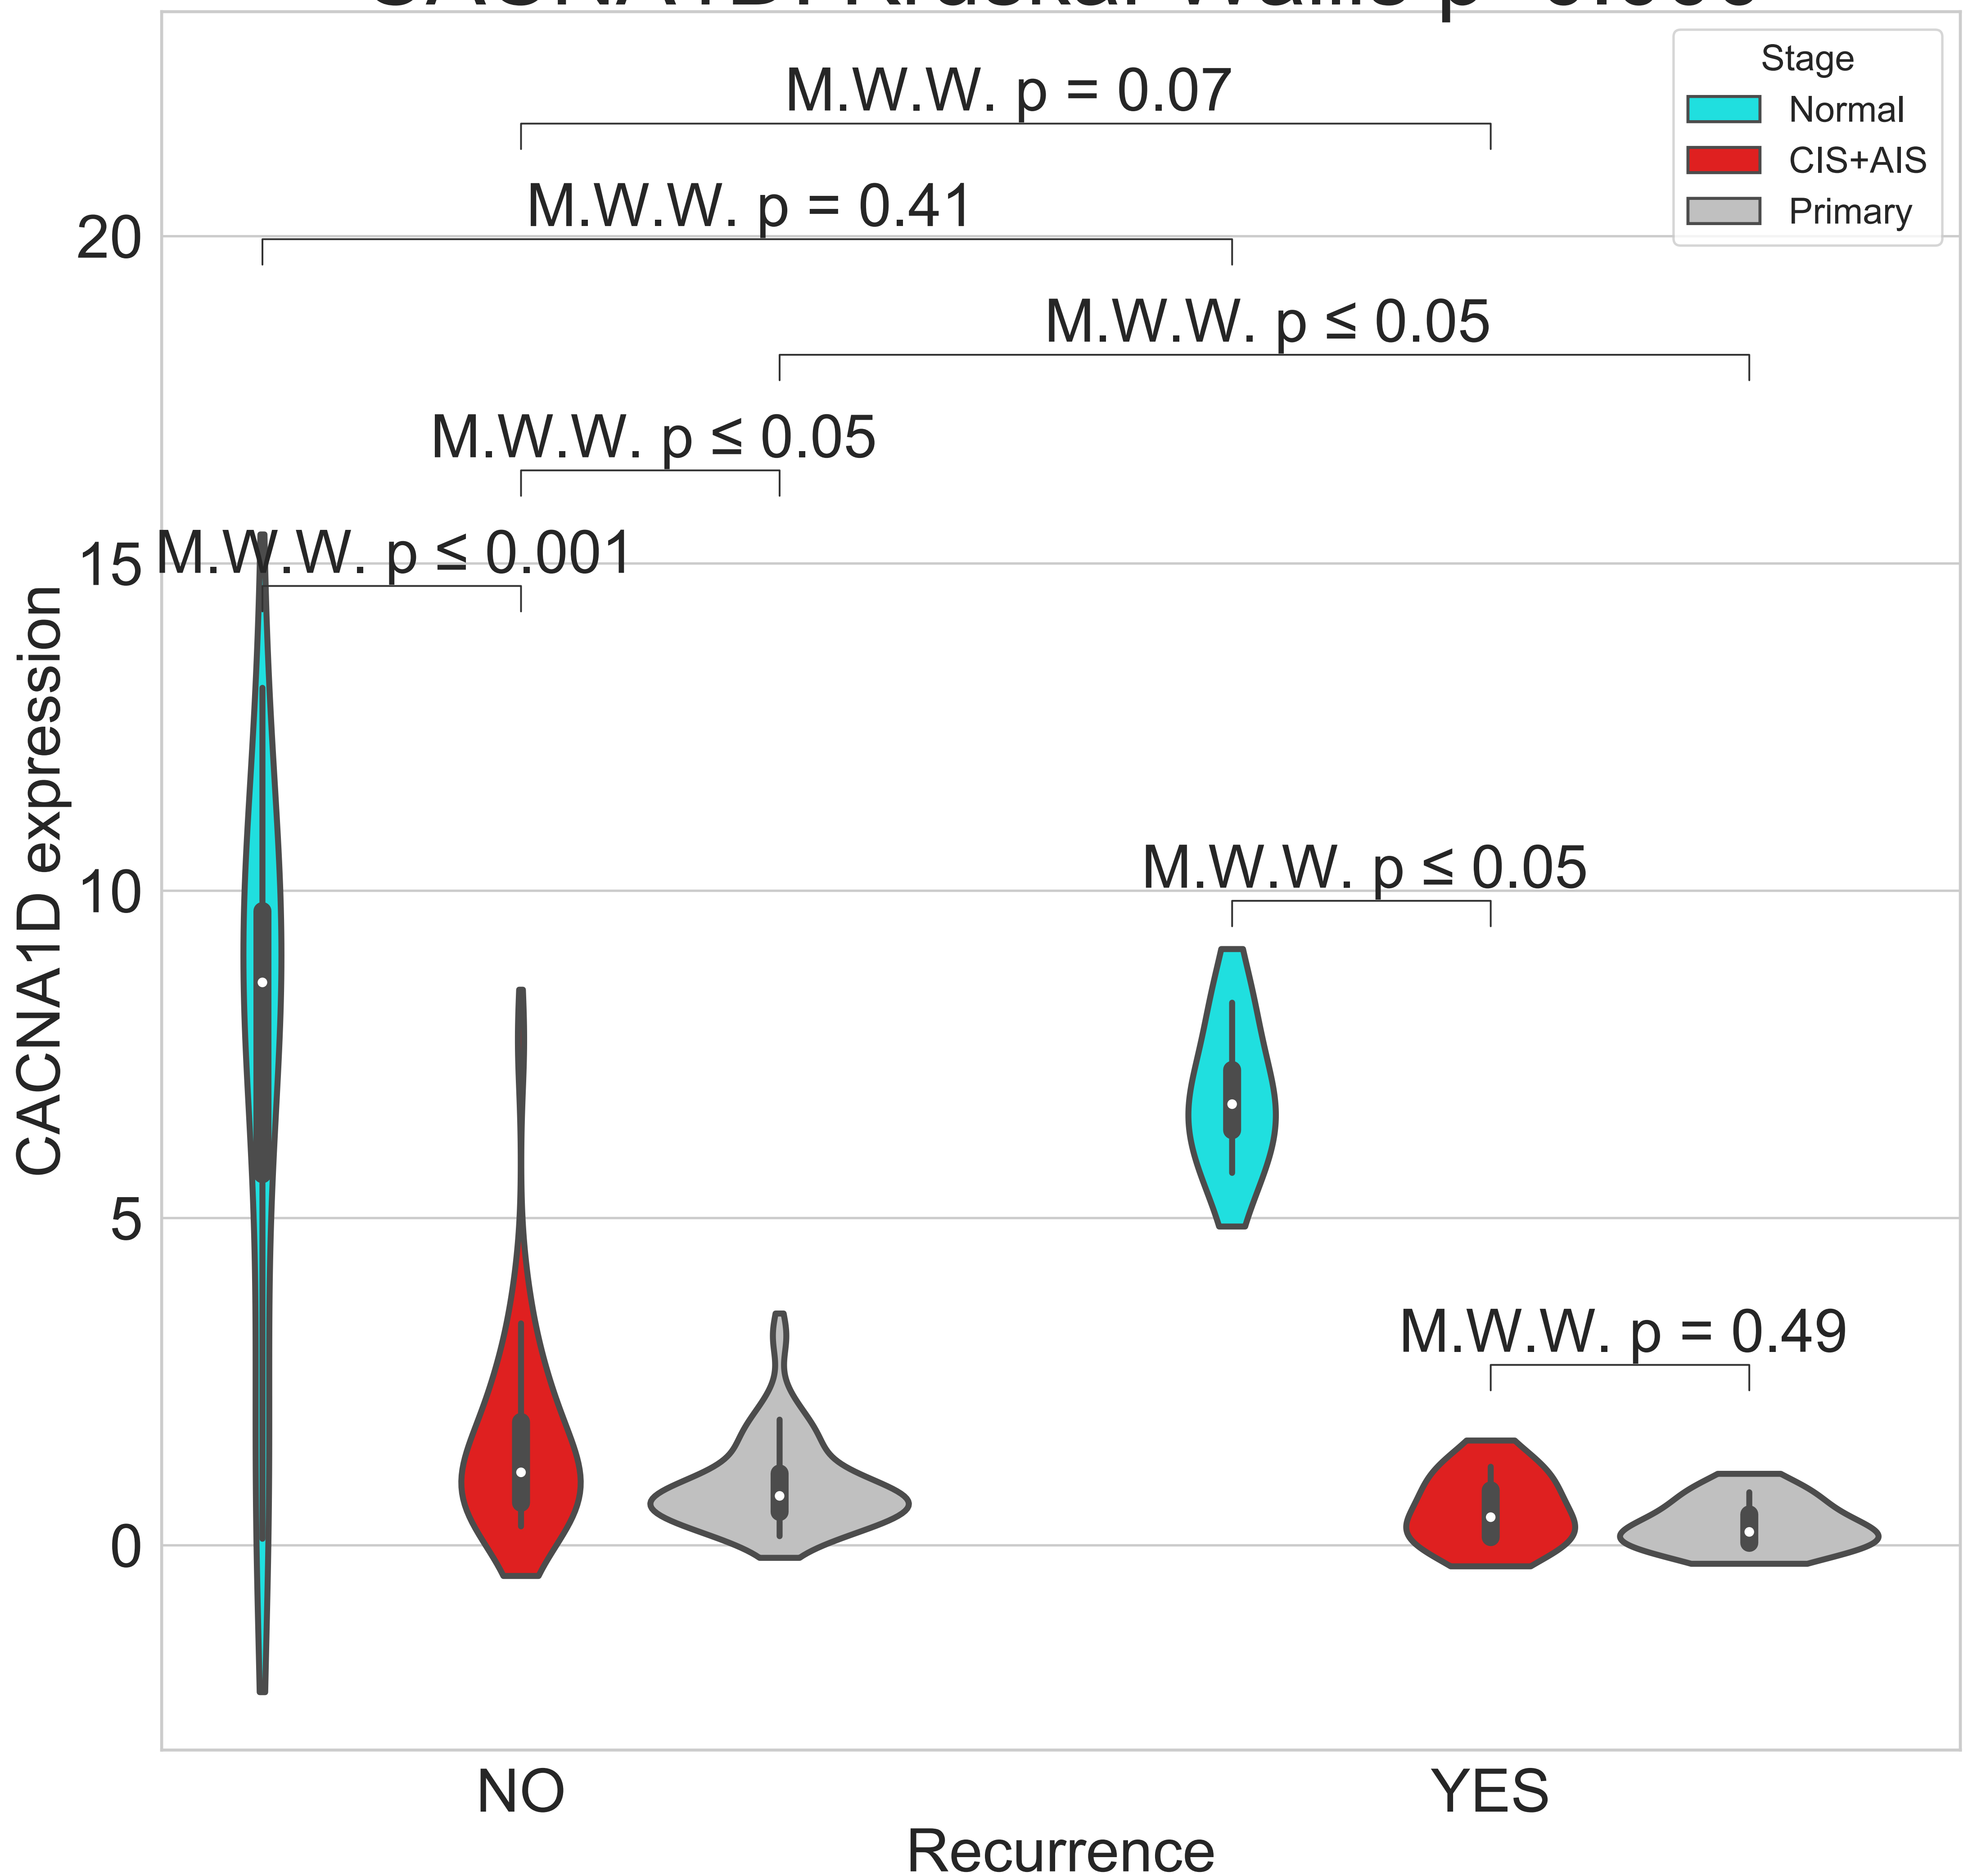 Stage
Normal
CIS+AIS
Primary
M.W.W. p = 0.07
M.W.W. p = 0.41
M.W.W. p ≤ 0.05
M.W.W. p ≤ 0.05
M.W.W. p ≤ 0.001
M.W.W. p ≤ 0.05
M.W.W. p = 0.49
CACNA1D expression
20
15
10
5
0
NO
YES
Recurrence